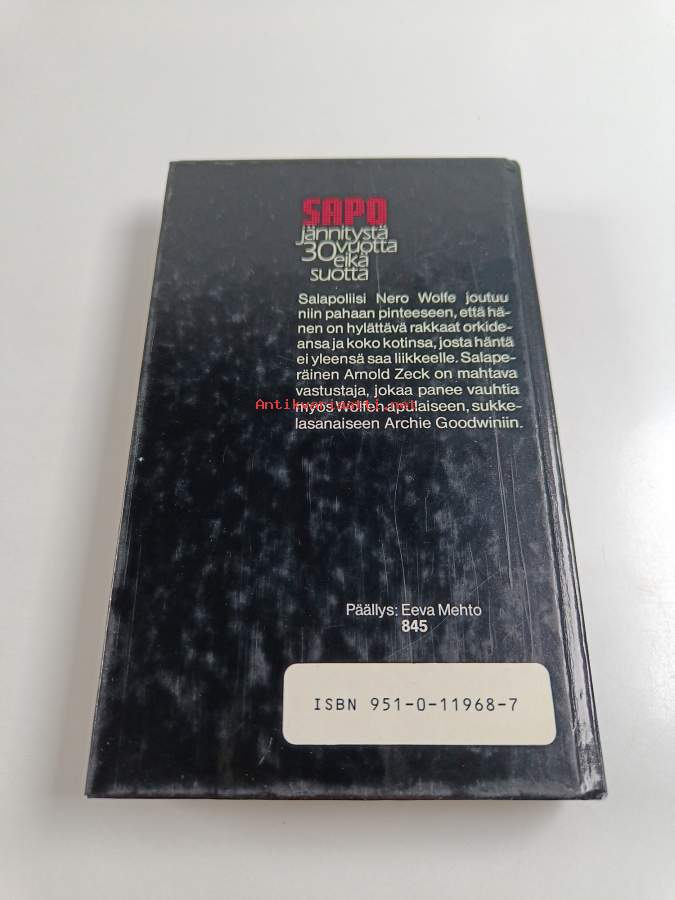 SAPO
jännitystä
30 vuotta
eikä
suotta
Salapoliisi Nero Wolfe joutuu
niin pahaan pinteeseen, että hä-
nen on hylättävä rakkaat orkide-
ansa ja koko kotinsa, josta häntä
ei yleensä saa liikkeelle. Salape-
räinen Arnold Zeck on mahtava
vastustaja, jokaa panee vauhtia
myös Wolfen apulaiseen, sukke-
lasanaiseen Archie Goodwiniin.
Päällys: Eeva Mehto
845
ISBN 951-0-11968-7